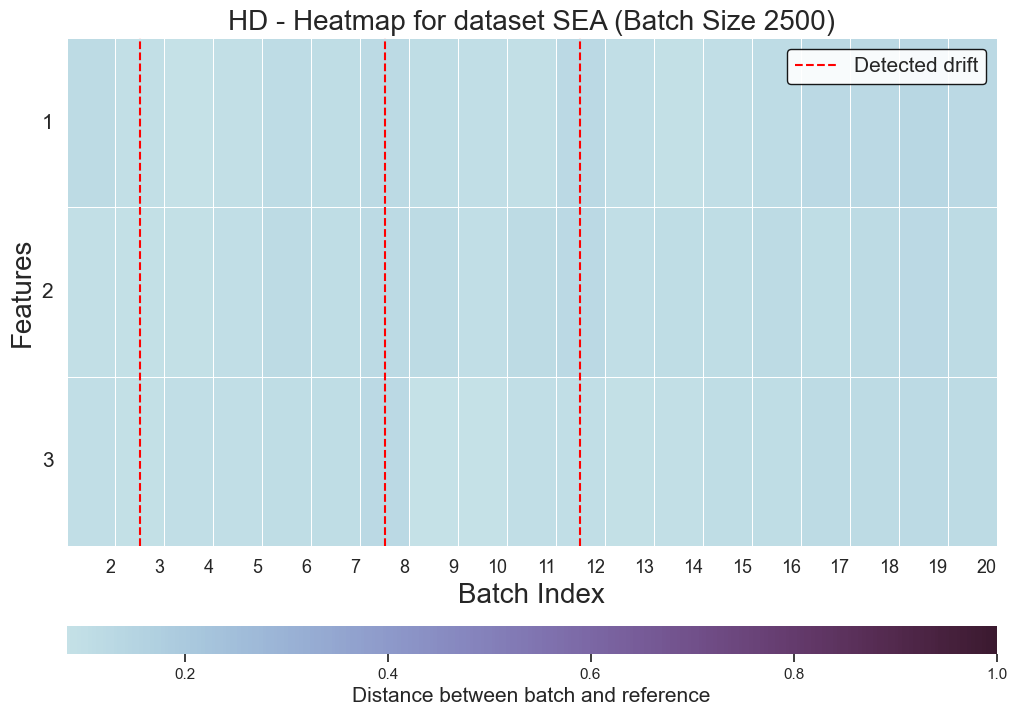 HD - Heatmap for dataset SEA (Batch Size 2500)
Detected drift
Features
1
2
3
2 3 4 5 6 7 8 9 10 11 12 13 14 15 16 17 18 19 20
Batch Index
0.2 0.4 0.6 0.8 1.0
Distance between batch and reference